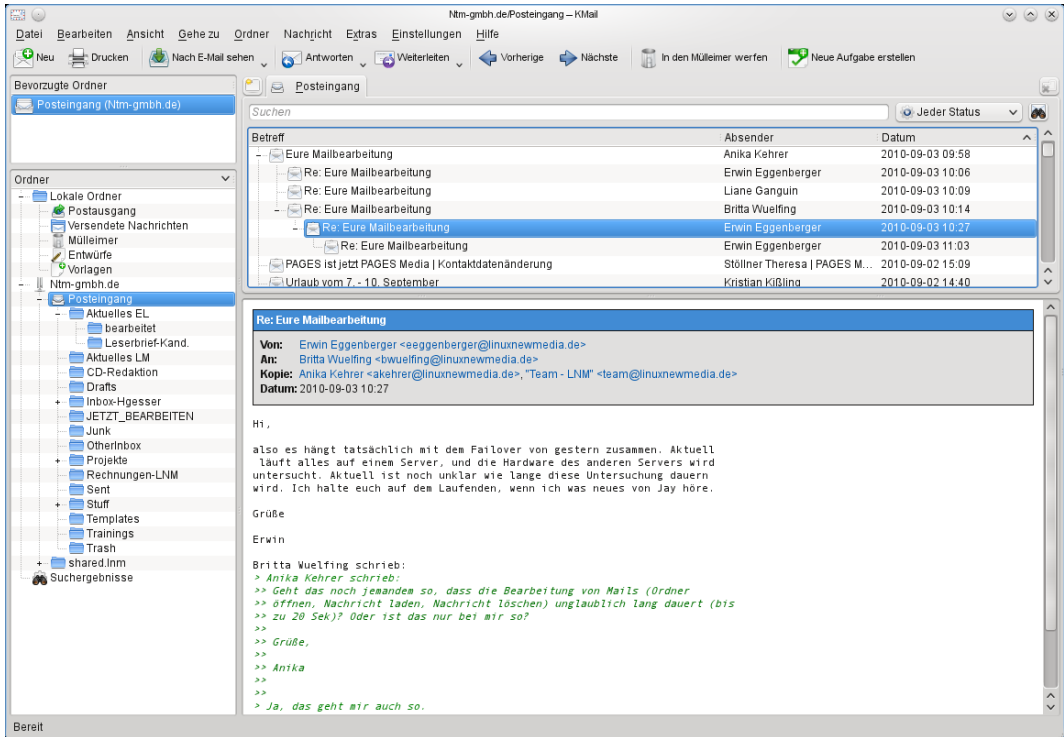 Ntm-gmbh.de/Posteingang – KMail
Datei Bearbeiten Ansicht Gehe zu Ordner Nachricht Extras Einstellungen Hilfe
Neu Drucken Nach E-Mail sehen Antworten Weiterleiten Vorherige Nächste In den Mülleimer werfen Neue Aufgabe erstellen
Bevorzugte Ordner
Posteingang (Ntm-gmbh.de)
Ordner
Lokale Ordner
Postausgang
Versendete Nachrichten
Mülleimer
Entwürfe
Vorlagen
Ntm-gmbh.de
Posteingang
Aktuelles EL
bearbeitet
Leserbrief-Kand.
Aktuelles LM
CD-Redaktion
Drafts
Inbox-Hgesser
JETZT_BEARBEITEN
Junk
OtherInbox
Projekte
Rechnungen-LNM
Sent
Stuff
Templates
Trainings
Trash
shared.lnm
Suchergebnisse
Posteingang
Suchen Jeder Status
Betreff Absender Datum
Eure Mailbearbeitung Anika Kehrer 2010-09-03 09:58
Re: Eure Mailbearbeitung Erwin Eggenberger 2010-09-03 10:06
Re: Eure Mailbearbeitung Liane Ganguin 2010-09-03 10:09
Re: Eure Mailbearbeitung Britta Wuelfing 2010-09-03 10:14
Re: Eure Mailbearbeitung Erwin Eggenberger 2010-09-03 10:27
Re: Eure Mailbearbeitung Erwin Eggenberger 2010-09-03 11:03
PAGES ist jetzt PAGES Media | Kontaktdatenänderung Stöllner Theresa | PAGES M... 2010-09-02 15:09
Urlaub vom 7. - 10. September Kristian Kißling 2010-09-02 14:40
Re: Eure Mailbearbeitung
Von: Erwin Eggenberger <eeggenberger@linuxnewmedia.de>
An: Britta Wuelfing <bwuelfing@linuxnewmedia.de>
Kopie: Anika Kehrer <akehrer@linuxnewmedia.de>, "Team - LNM" <team@linuxnewmedia.de>
Datum: 2010-09-03 10:27
Hi,
also es hängt tatsächlich mit dem Failover von gestern zusammen. Aktuell
läuft alles auf einem Server, und die Hardware des anderen Servers wird
untersucht. Aktuell ist noch unklar wie lange diese Untersuchung dauern
wird. Ich halte euch auf dem Laufenden, wenn ich was neues von Jay höre.
Grüße
Erwin
Britta Wuelfing schrieb:
> Anika Kehrer schrieb:
>> Geht das noch jemandem so, dass die Bearbeitung von Mails (Ordner
>> öffnen, Nachricht laden, Nachricht löschen) unglaublich lang dauert (bis
>> zu 20 Sek)? Oder ist das nur bei mir so?
>>
>> Grüße,
>>
>> Anika
>>
>>
> Ja, das geht mir auch so.
Bereit